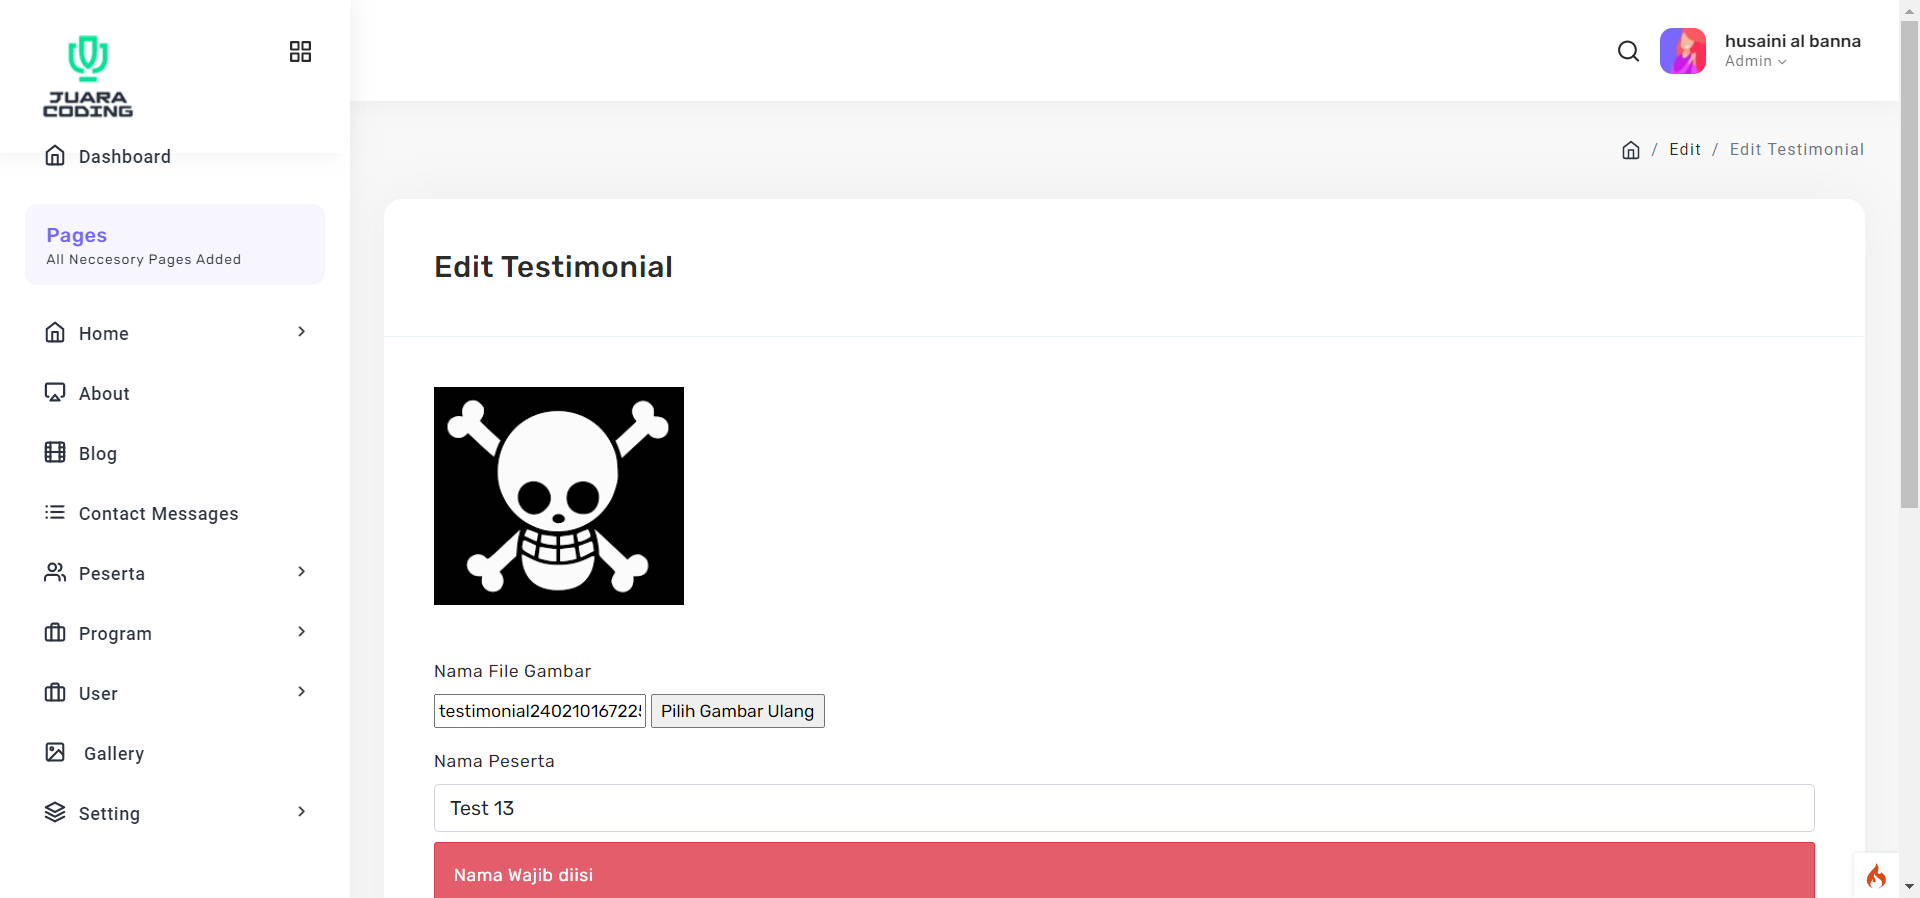 JUARA
CODING
husaini al banna
Admin
Dashboard
/ Edit / Edit Testimonial
Pages
All Neccesory Pages Added
Edit Testimonial
Home
About
Blog
Contact Messages
Peserta
Program
User
Gallery
Setting
Nama File Gambar
testimonial24021016722
Pilih Gambar Ulang
Nama Peserta
Test 13
Nama Wajib diisi